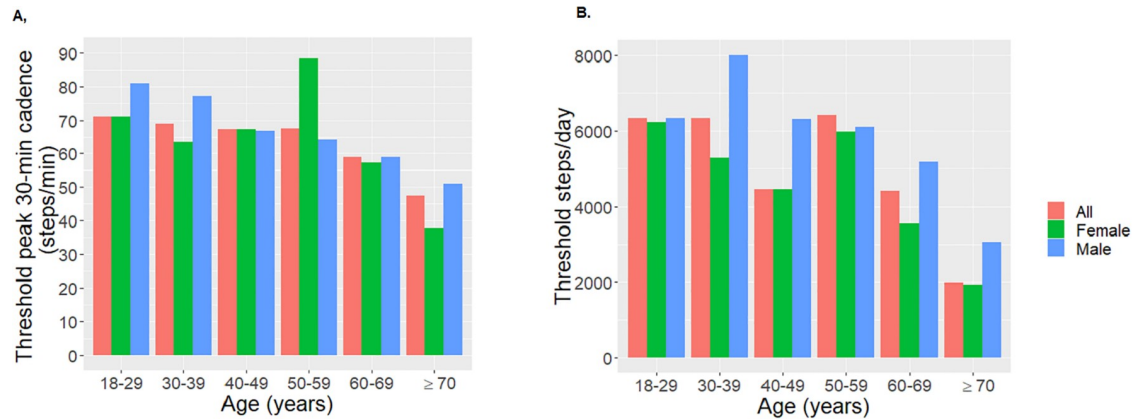 A,
Threshold peak 30-min cadence
(steps/min)
90
80
70
60
50
40
30
20
10
0
18-29 30-39 40-49 50-59 60-69 ≥ 70
Age (years)
B.
Threshold steps/day
8000
6000
4000
2000
0
18-29 30-39 40-49 50-59 60-69 ≥ 70
Age (years)
All
Female
Male